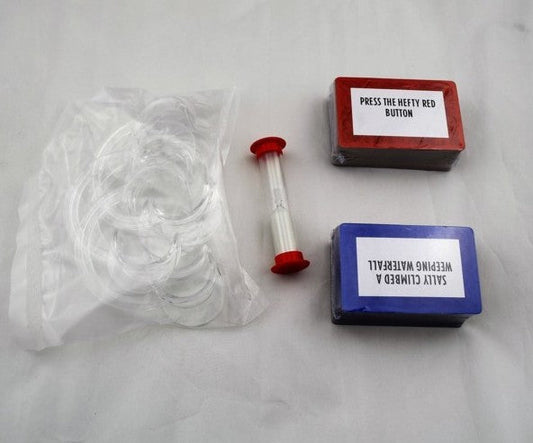 PRESS THE HEFTY RED
BUTTON
SALLY CLIMBED A
WEEPING WATERFALL